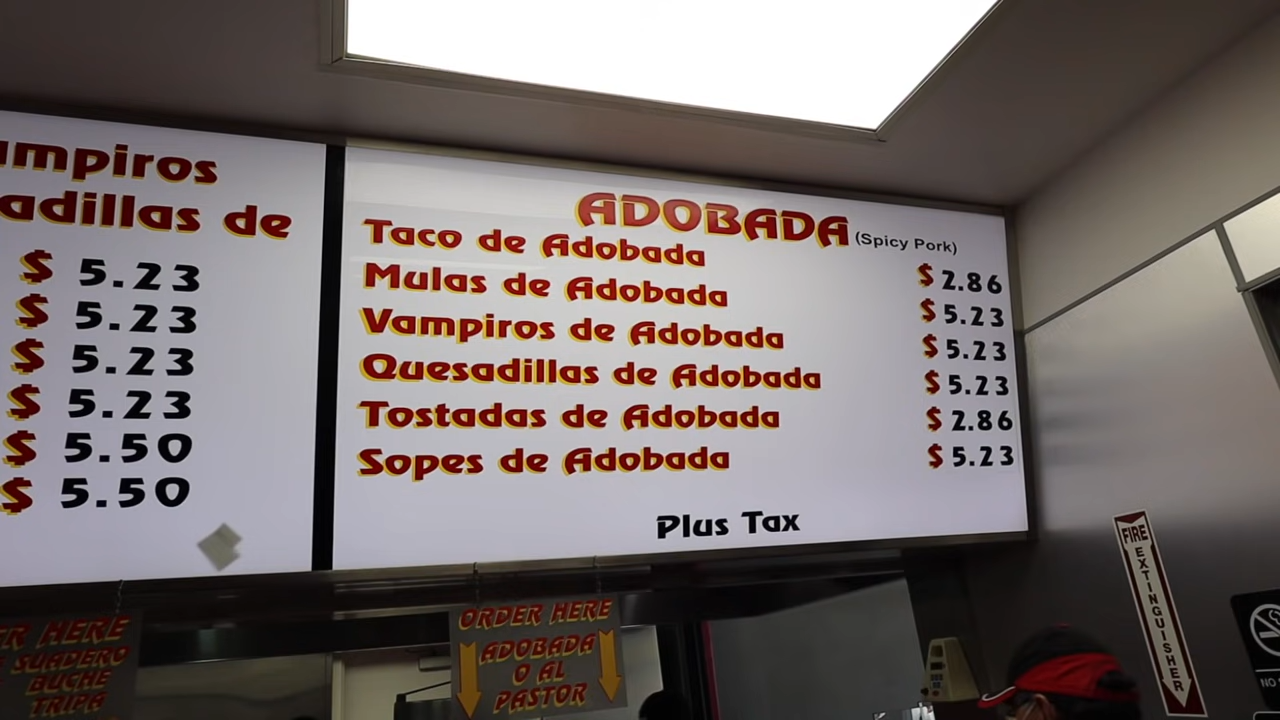 mpiros
adillas de
$ 5.23
$ 5.23
$ 5.23
$ 5.23
$ 5.50
$ 5.50
ADOBADA (Spicy Pork)
Taco de Adobada $ 2.86
Mulas de Adobada $ 5.23
Vampiros de Adobada $ 5.23
Quesadillas de Adobada $ 5.23
Tostadas de Adobada $ 2.86
Sopes de Adobada $ 5.23
Plus Tax
R HERE
SUADERO
BUCHE
TRIPA
ORDER HERE
ADOBADA
O AL
PASTOR
FIRE
EXTINGUISHER
NO